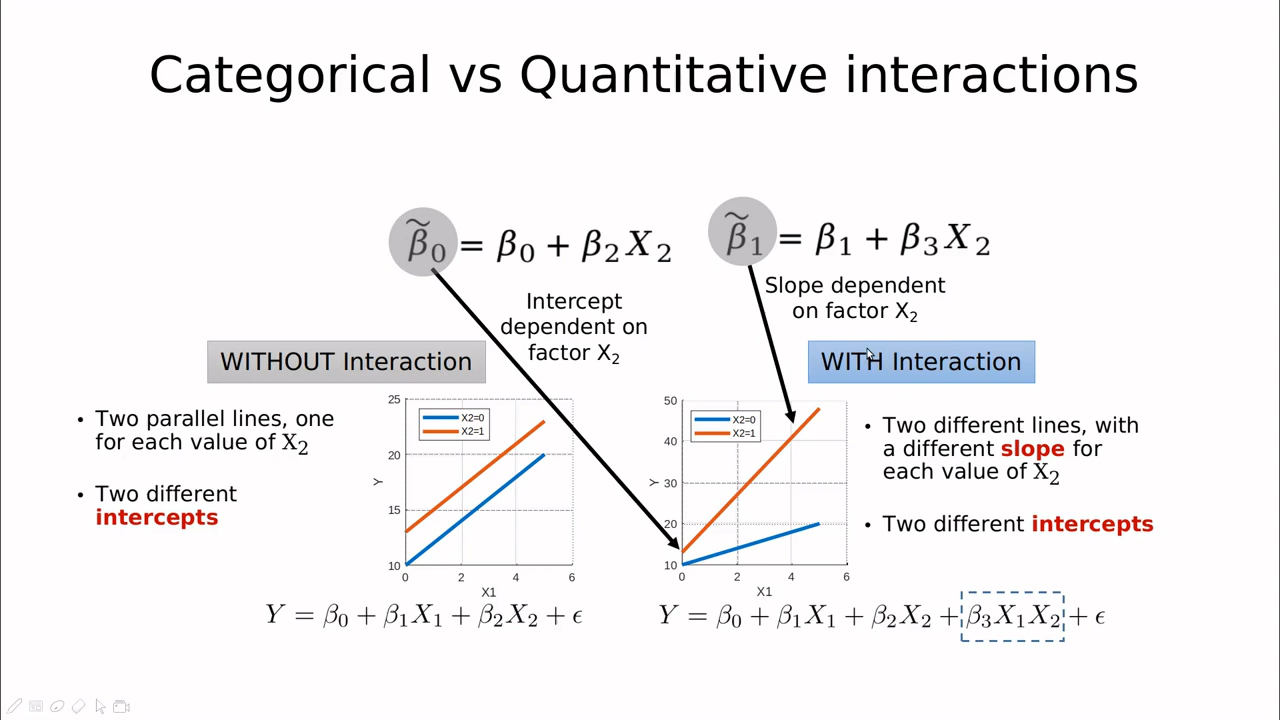 Categorical vs Quantitative interactions
β̃₀ = β₀ + β₂X₂
β̃₁ = β₁ + β₃X₂
Intercept
dependent on
factor X₂
Slope dependent
on factor X₂
WITHOUT Interaction
WITH Interaction
• Two parallel lines, one
for each value of X₂
• Two different
intercepts
25
20
15
10
Y
X2=0
X2=1
0 2 4 6
X1
50
40
30
20
10
Y
X2=0
X2=1
0 2 4 6
X1
• Two different lines, with
a different slope for
each value of X₂
• Two different intercepts
Y = β₀ + β₁X₁ + β₂X₂ + ϵ
Y = β₀ + β₁X₁ + β₂X₂ + β₃X₁X₂ + ϵ